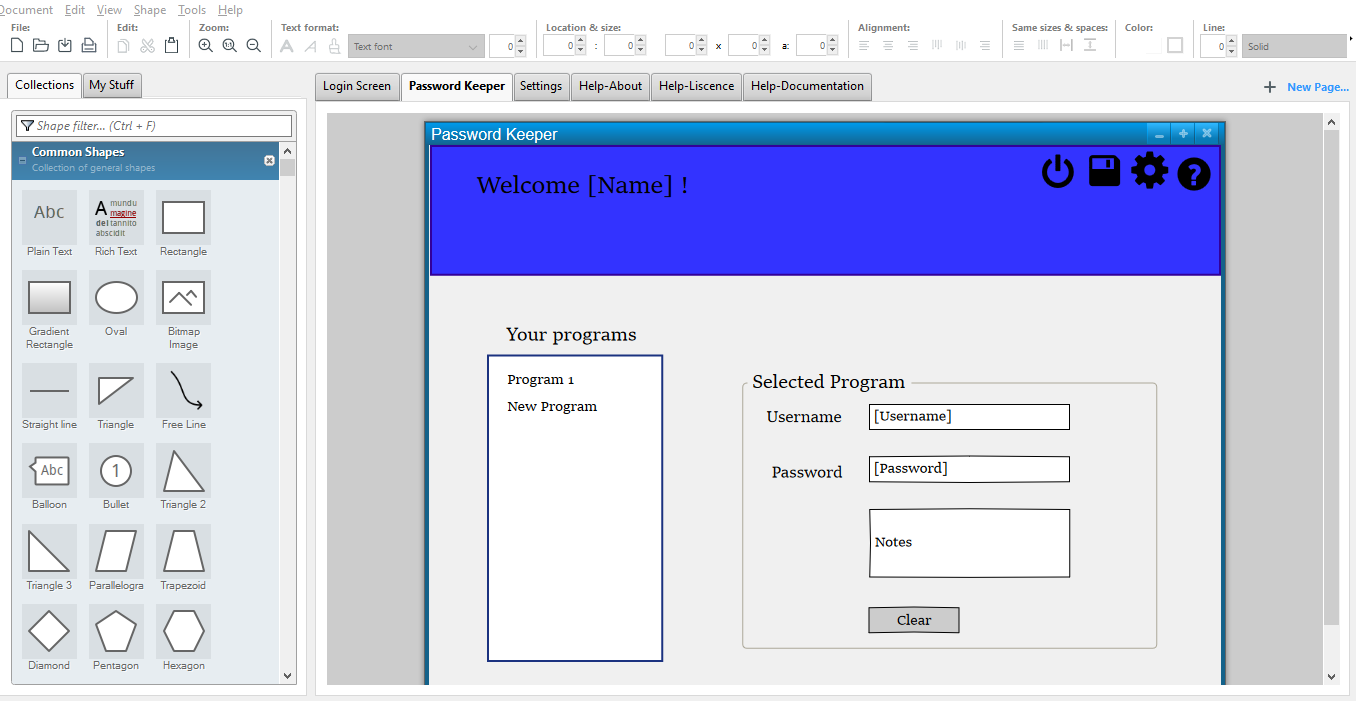 Document Edit View Shape Tools Help
File: Edit: Zoom: Text format: Location & size: Alignment: Same sizes & spaces: Color: Line:
Text font 0 0 : 0 0 x 0 a: 0 0 Solid
Collections My Stuff
Login Screen Password Keeper Settings Help-About Help-Liscence Help-Documentation + New Page...
Shape filter... (Ctrl + F)
Common Shapes
Collection of general shapes
Abc
A mundu
magine
del tannito
abscidit
Plain Text Rich Text Rectangle
Gradient Rectangle Oval Bitmap Image
Straight line Triangle Free Line
Abc 1
Balloon Bullet Triangle 2
Triangle 3 Parallelogra Trapezoid
Diamond Pentagon Hexagon
Password Keeper
Welcome [Name] !
Your programs
Program 1
New Program
Selected Program
Username [Username]
Password [Password]
Notes
Clear